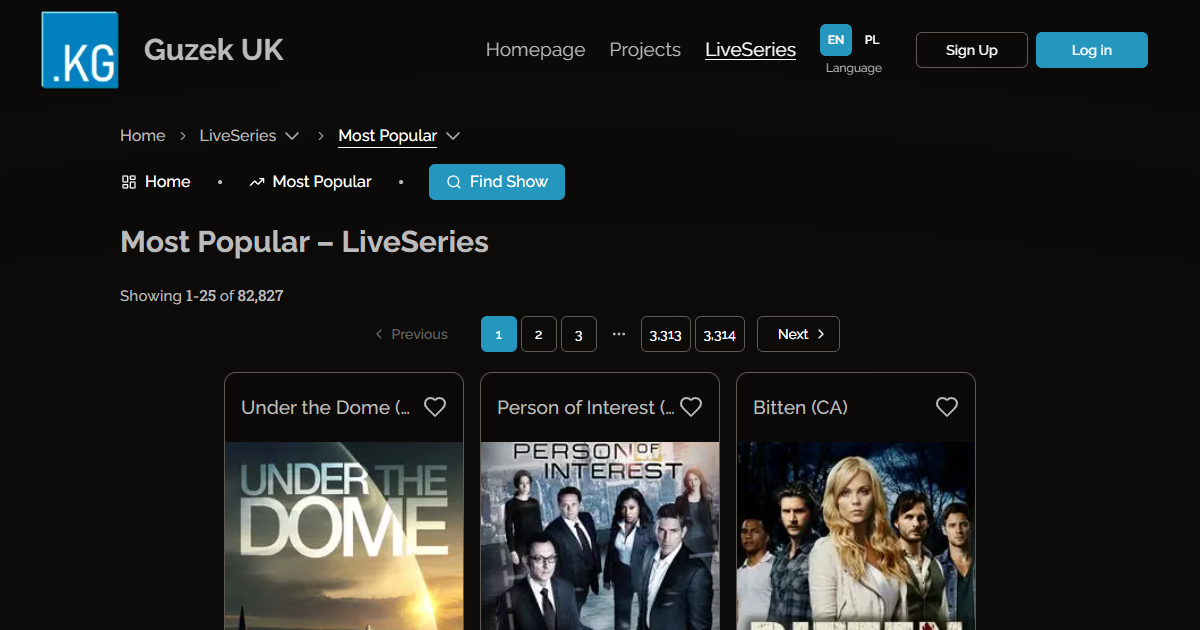 .KG
Guzek UK
Homepage
Projects
LiveSeries
EN
PL
Language
Sign Up
Log in
Home
LiveSeries
Most Popular
Home
Most Popular
Find Show
Most Popular – LiveSeries
Showing 1-25 of 82,827
Previous
1
2
3
...
3,313
3,314
Next
Under the Dome (...
Person of Interest (...
Bitten (CA)
UNDER THE
DOME
PERSON OF
INTEREST
BITTEN